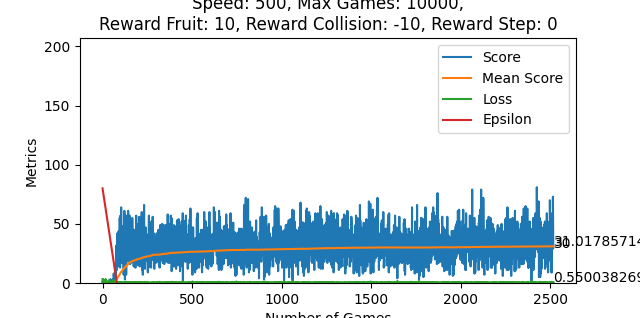 Speed: 500, Max Games: 10000,
Reward Fruit: 10, Reward Collision: -10, Reward Step: 0
200
150
100
50
0
Metrics
Score
Mean Score
Loss
Epsilon
31.01785714
30
0.550038269
0 500 1000 1500 2000 2500
Number of Games